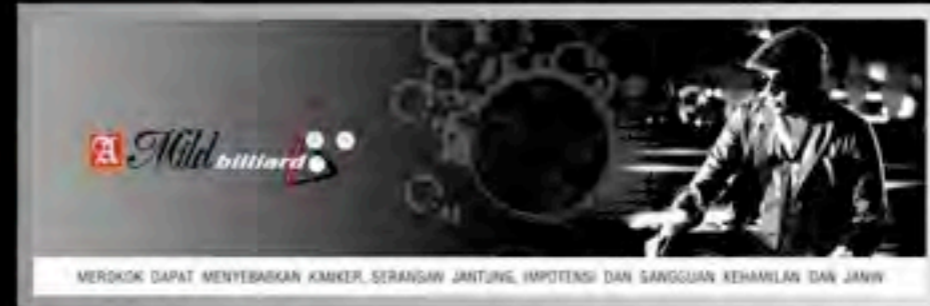 A Mild billiard
MEROKOK DAPAT MENYEBABKAN KANKER, SERANGAN JANTUNG, IMPOTENSI DAN GANGGUAN KEHAMILAN DAN JANIN